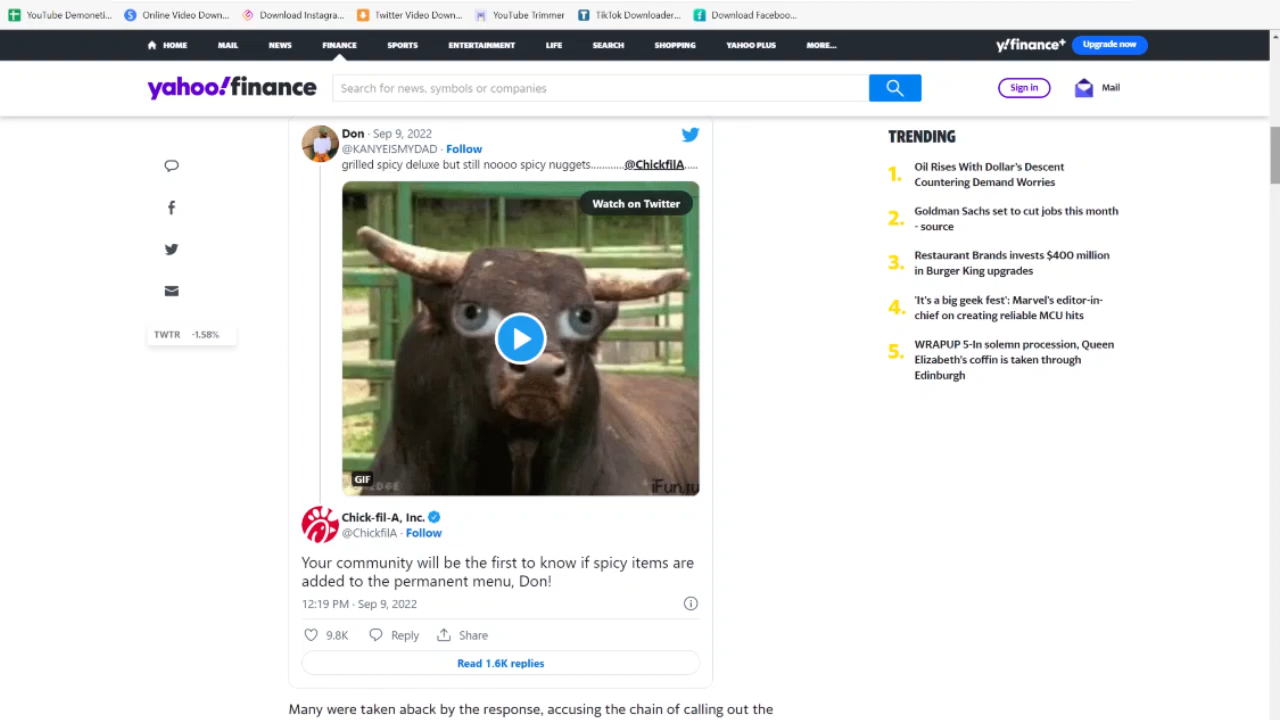 YouTube Demoneti...
Online Video Down...
Download Instagra...
Twitter Video Down...
YouTube Trimmer
TikTok Downloader...
Download Faceboo...
HOME
MAIL
NEWS
FINANCE
SPORTS
ENTERTAINMENT
LIFE
SEARCH
SHOPPING
YAHOO PLUS
MORE...
y!finance+
Upgrade now
yahoo!finance
Search for news, symbols or companies
Sign in
Mail
Don · Sep 9, 2022
@KANYEISMYDAD · Follow
grilled spicy deluxe but still noooo spicy nuggets............@ChickfilA.....
Watch on Twitter
GIF
iFun.ru
Chick-fil-A, Inc.
@ChickfilA · Follow
Your community will be the first to know if spicy items are
added to the permanent menu, Don!
12:19 PM · Sep 9, 2022
9.8K
Reply
Share
Read 1.6K replies
Many were taken aback by the response, accusing the chain of calling out the
TWTR -1.58%
TRENDING
1. Oil Rises With Dollar's Descent
Countering Demand Worries
2. Goldman Sachs set to cut jobs this month
- source
3. Restaurant Brands invests $400 million
in Burger King upgrades
4. 'It's a big geek fest': Marvel's editor-in-
chief on creating reliable MCU hits
5. WRAPUP 5-In solemn procession, Queen
Elizabeth's coffin is taken through
Edinburgh